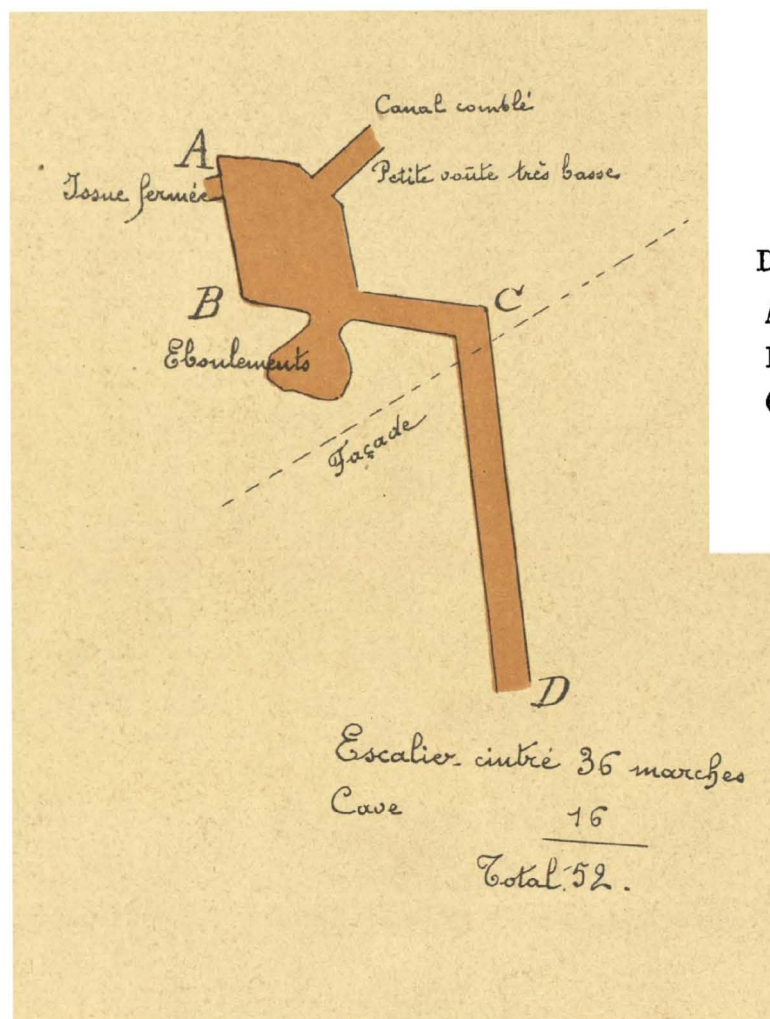 Canal comblé
A
Petite voûte très basse
Issue fermée
B
C
Eboulements
Façade
D
Escalier cintré 36 marches
Cave 16
Total: 52.
D